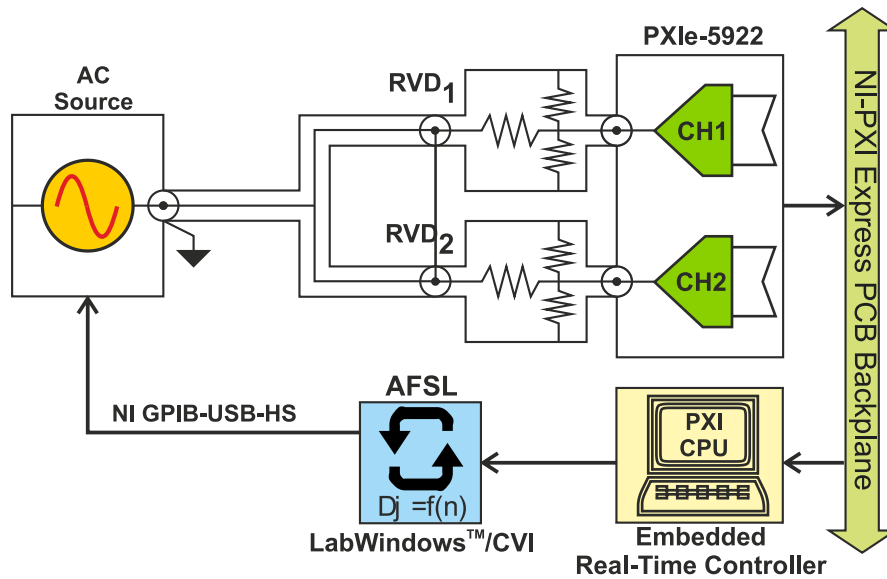 AC
Source
RVD1
PXIe-5922
CH1
RVD2
CH2
NI-PXI Express PCB Backplane
NI GPIB-USB-HS
AFSL
Dj =f(n)
LabWindows™/CVI
PXI
CPU
Embedded
Real-Time Controller